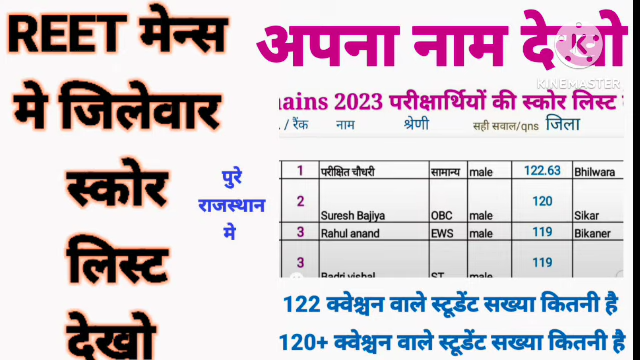 REET मेन्स
मे जिलेवार
स्कोर
लिस्ट
देखो
पुरे
राजस्थान
मे
अपना नाम देखो
KINEMASTER
mains 2023 परीक्षार्थियों की स्कोर लिस्ट
/ रैंक नाम श्रेणी सही सवाल/qns जिला
1 परीक्षित चौधरी सामान्य male 122.63 Bhilwara
2 Suresh Bajiya OBC male 120 Sikar
3 Rahul anand EWS male 119 Bikaner
3 Badri vishal ST male 119
122 क्वेश्चन वाले स्टूडेंट सख्या कितनी है
120+ क्वेश्चन वाले स्टूडेंट सख्या कितनी है